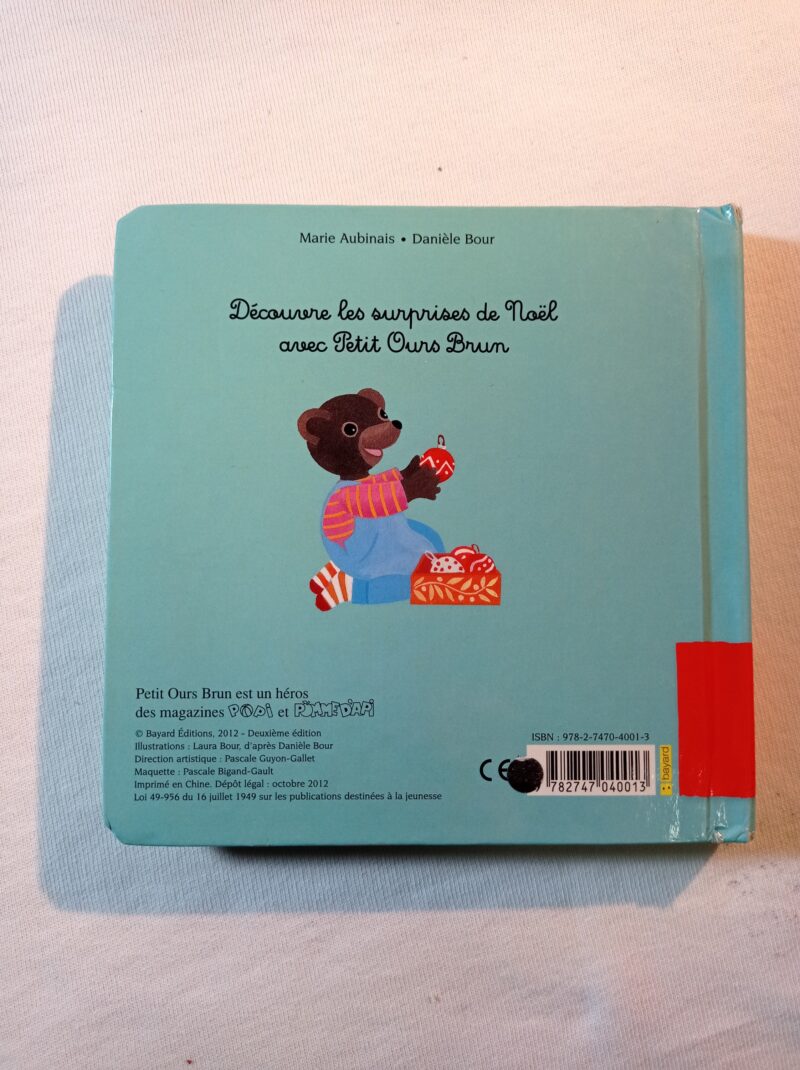 Marie Aubinais • Danièle Bour
Découvre les surprises de Noël
avec Petit Ours Brun
Petit Ours Brun est un héros
des magazines POPI et POMME D'API
© Bayard Éditions, 2012 - Deuxième édition
Illustrations : Laura Bour, d'après Danièle Bour
Direction artistique : Pascale Guyon-Gallet
Maquette : Pascale Bigand-Gault
Imprimé en Chine. Dépôt légal : octobre 2012
Loi 49-956 du 16 juillet 1949 sur les publications destinées à la jeunesse
ISBN : 978-2-7470-4001-3
CE
782747 040013
bayard